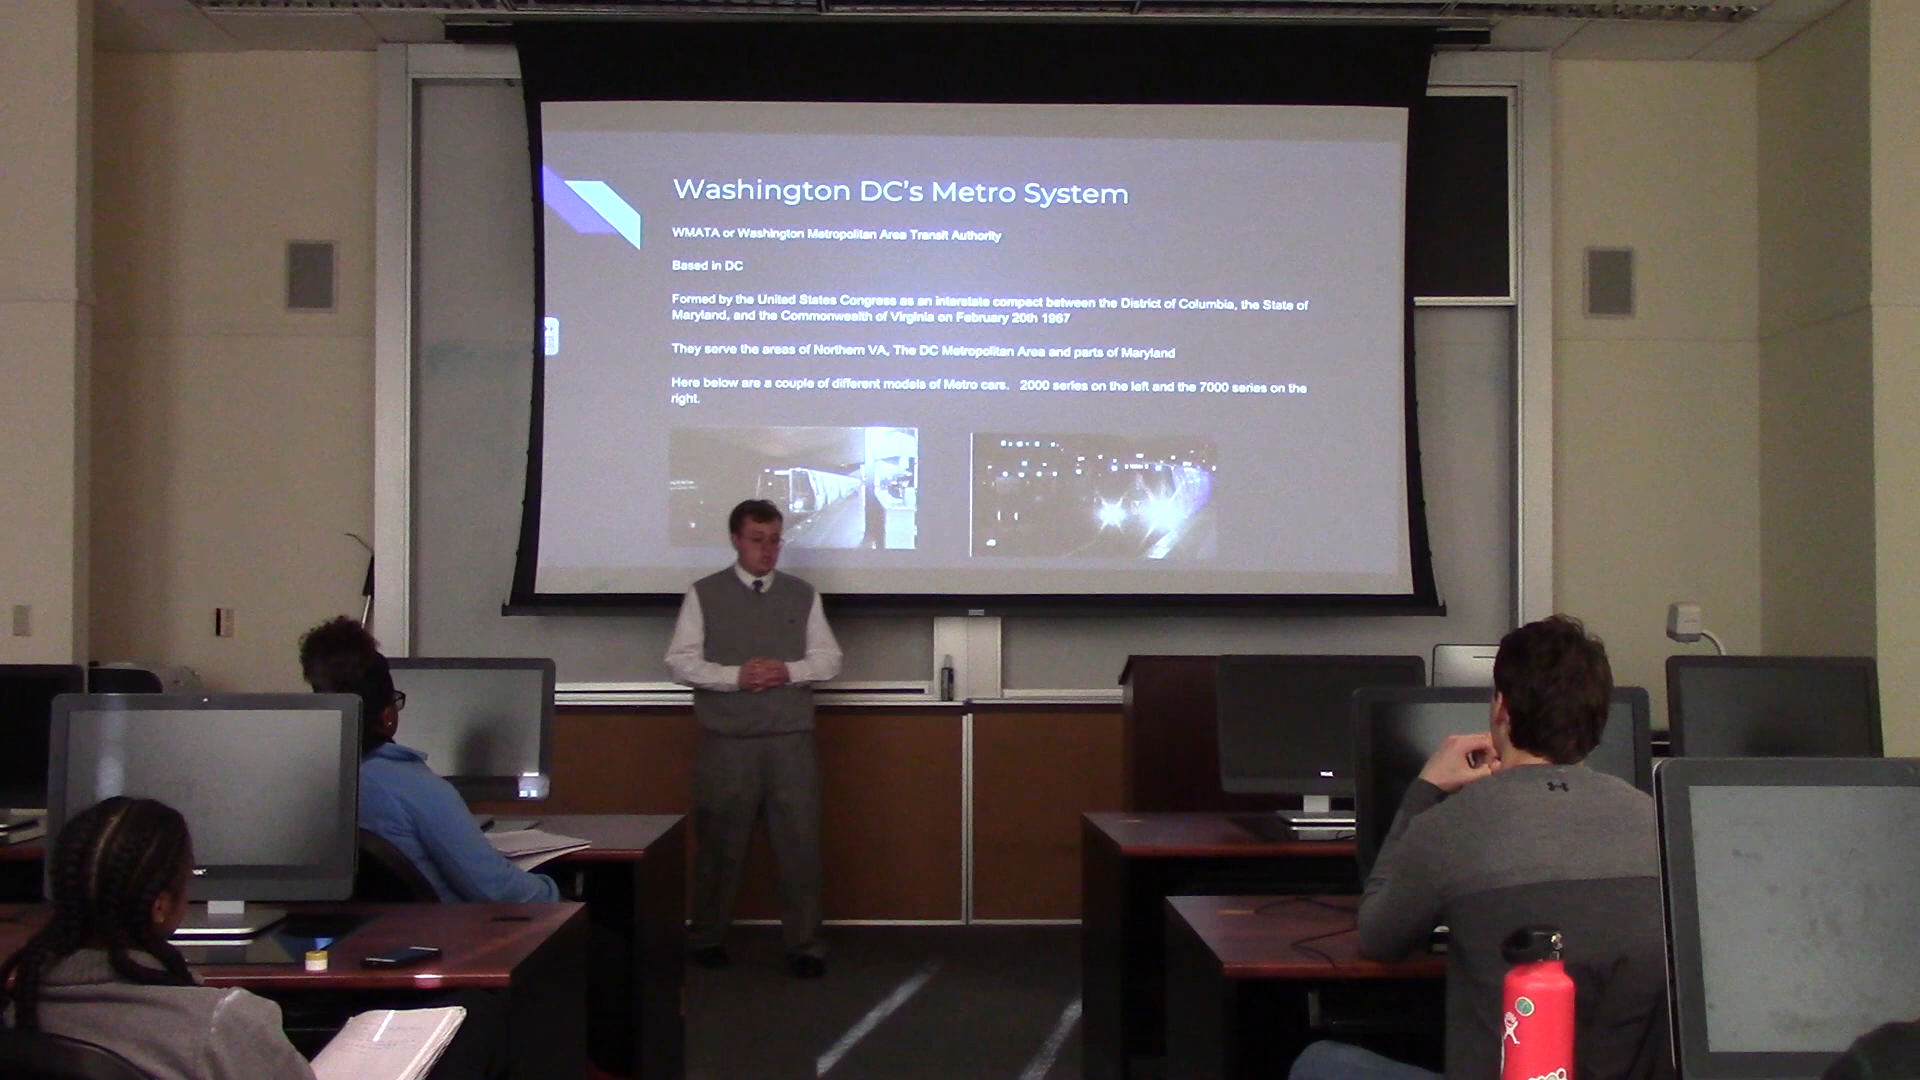 Washington DC's Metro System
WMATA or Washington Metropolitan Area Transit Authority
Based in DC
Formed by the United States Congress as an interstate compact between the District of Columbia, the State of
Maryland, and the Commonwealth of Virginia on February 20th 1967
They serve the areas of Northern VA, The DC Metropolitan Area and parts of Maryland
Here below are a couple of different models of Metro cars. 2000 series on the left and the 7000 series on the
right.